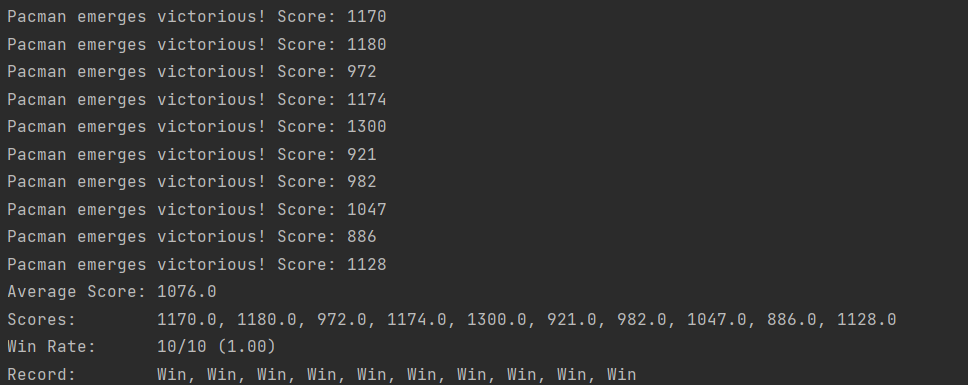 Pacman emerges victorious! Score: 1170
Pacman emerges victorious! Score: 1180
Pacman emerges victorious! Score: 972
Pacman emerges victorious! Score: 1174
Pacman emerges victorious! Score: 1300
Pacman emerges victorious! Score: 921
Pacman emerges victorious! Score: 982
Pacman emerges victorious! Score: 1047
Pacman emerges victorious! Score: 886
Pacman emerges victorious! Score: 1128
Average Score: 1076.0
Scores:        1170.0, 1180.0, 972.0, 1174.0, 1300.0, 921.0, 982.0, 1047.0, 886.0, 1128.0
Win Rate:      10/10 (1.00)
Record:        Win, Win, Win, Win, Win, Win, Win, Win, Win, Win